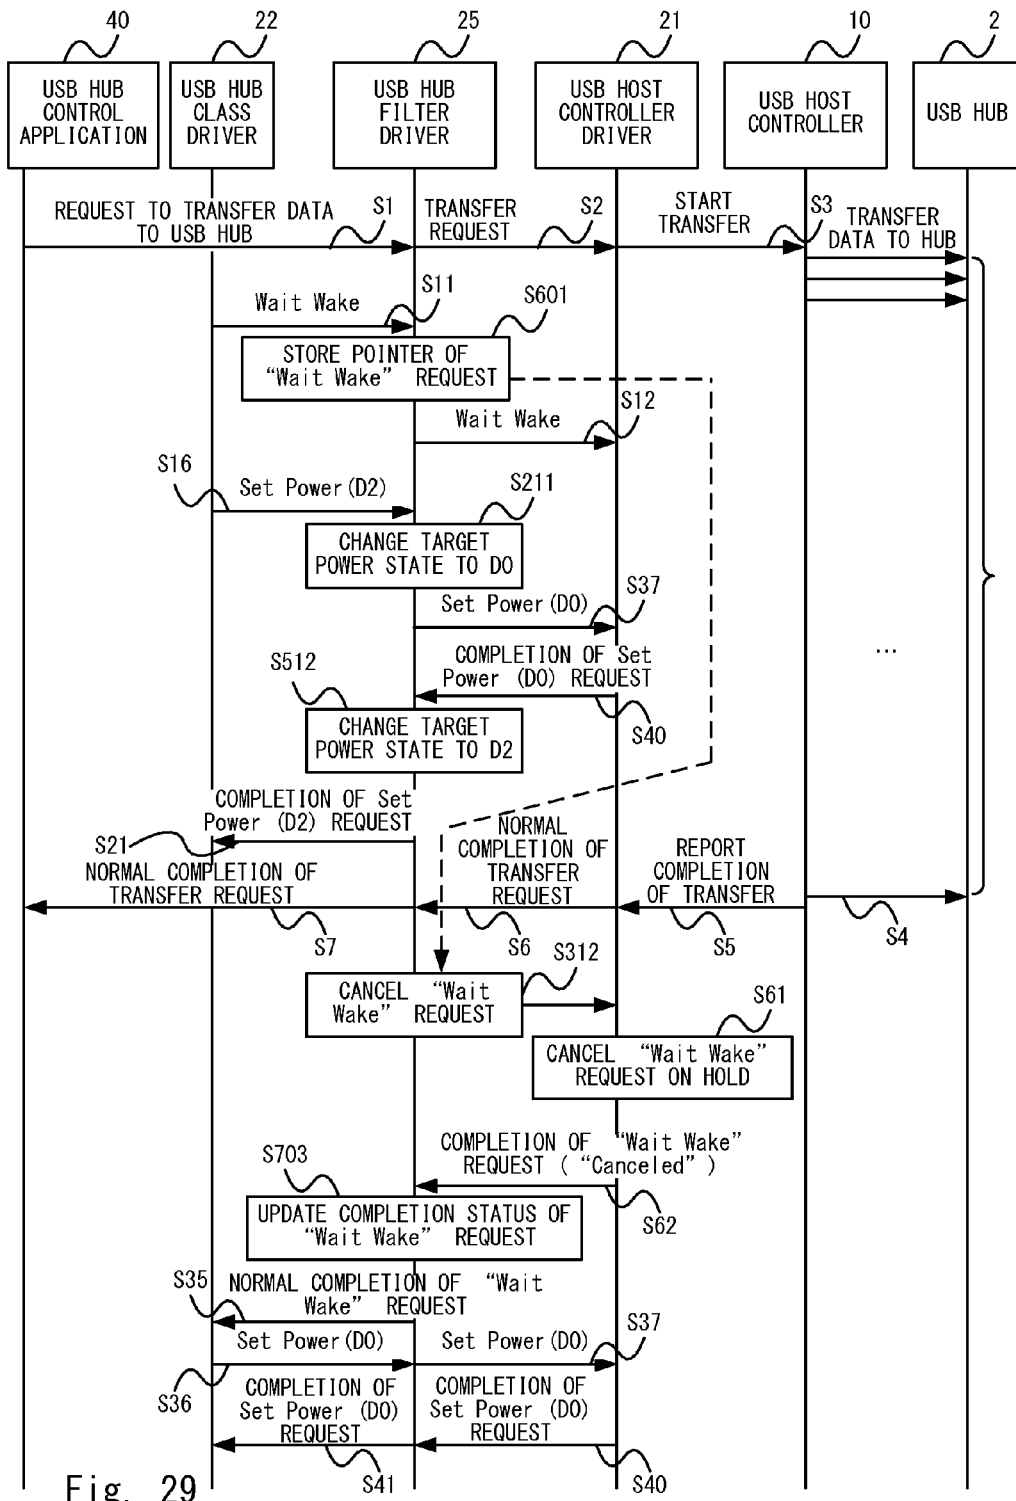 40
22
25
21
10
2
USB HUB
CONTROL
APPLICATION
USB HUB
CLASS
DRIVER
USB HUB
FILTER
DRIVER
USB HOST
CONTROLLER
DRIVER
USB HOST
CONTROLLER
USB HUB
REQUEST TO TRANSFER DATA
TO USB HUB
S1
TRANSFER
REQUEST
S2
START
TRANSFER
S3
TRANSFER
DATA TO HUB
Wait Wake
S11
S601
STORE POINTER OF
“Wait Wake” REQUEST
Wait Wake
S12
S16
Set Power(D2)
S211
CHANGE TARGET
POWER STATE TO D0
Set Power(D0)
S37
...
COMPLETION OF Set
Power (D0) REQUEST
S512
S40
CHANGE TARGET
POWER STATE TO D2
COMPLETION OF Set
Power (D2) REQUEST
S21
NORMAL COMPLETION OF
TRANSFER REQUEST
S7
NORMAL
COMPLETION OF
TRANSFER
REQUEST
S6
REPORT
COMPLETION
OF TRANSFER
S5
S4
S312
CANCEL “Wait
Wake” REQUEST
S61
CANCEL “Wait Wake”
REQUEST ON HOLD
COMPLETION OF “Wait Wake”
REQUEST ( “Canceled” )
S703
S62
UPDATE COMPLETION STATUS OF
“Wait Wake” REQUEST
S35
NORMAL COMPLETION OF “Wait
Wake” REQUEST
Set Power(D0)
S36
Set Power(D0)
S37
COMPLETION OF
Set Power (D0)
REQUEST
S41
COMPLETION OF
Set Power (D0)
REQUEST
S40
Fig. 29